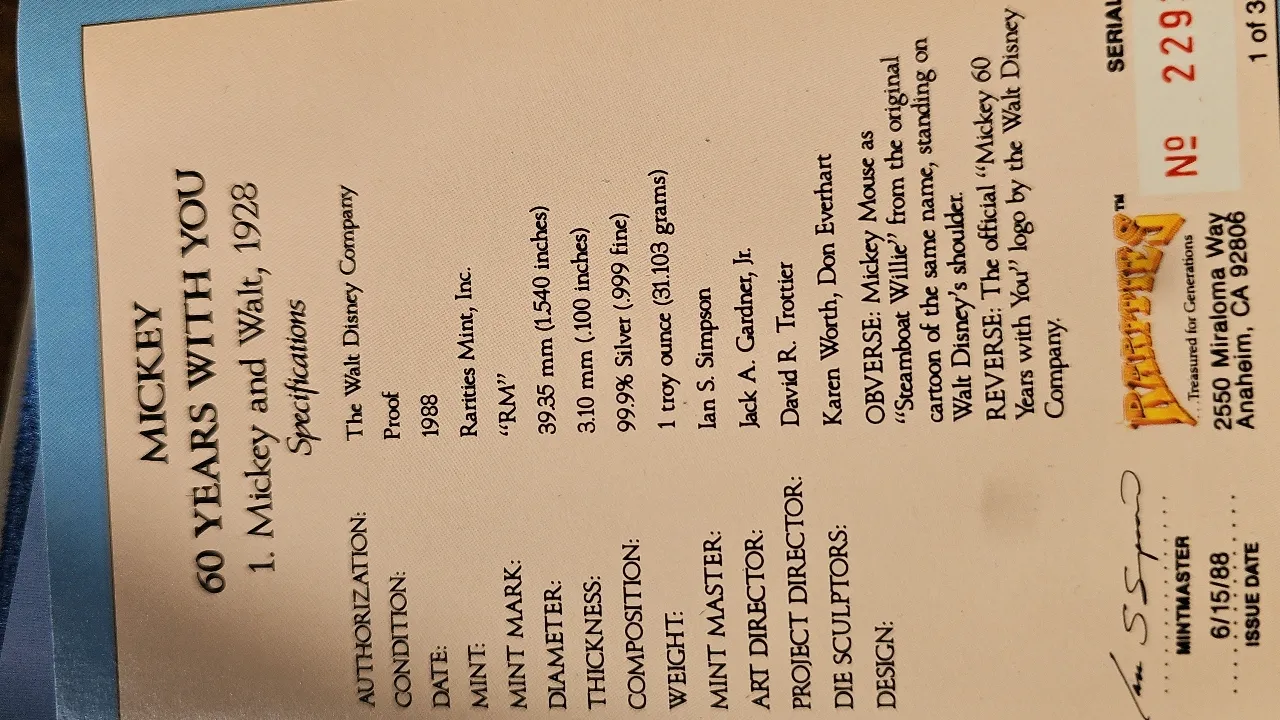 MICKEY
60 YEARS WITH YOU
1. Mickey and Walt, 1928
Specifications
AUTHORIZATION: The Walt Disney Company
CONDITION: Proof
DATE: 1988
MINT: Rarities Mint, Inc.
MINT MARK: “RM”
DIAMETER: 39.35 mm (1.540 inches)
THICKNESS: 3.10 mm (.100 inches)
COMPOSITION: 99.9% Silver (.999 fine)
WEIGHT: 1 troy ounce (31.103 grams)
MINT MASTER: Ian S. Simpson
ART DIRECTOR: Jack A. Gardner, Jr.
PROJECT DIRECTOR: David R. Trottier
DIE SCULPTORS: Karen Worth, Don Everhart
DESIGN: OBVERSE: Mickey Mouse as
“Steamboat Willie” from the original
cartoon of the same name, standing on
Walt Disney's shoulder.
REVERSE: The official “Mickey 60
Years with You” logo by the Walt Disney
Company.
MINTMASTER
6/15/88
ISSUE DATE
RARITIES™
Treasured for Generations
2550 Miraloma Way
Anaheim, CA 92806
SERIAL
Nº 229
1 of 3